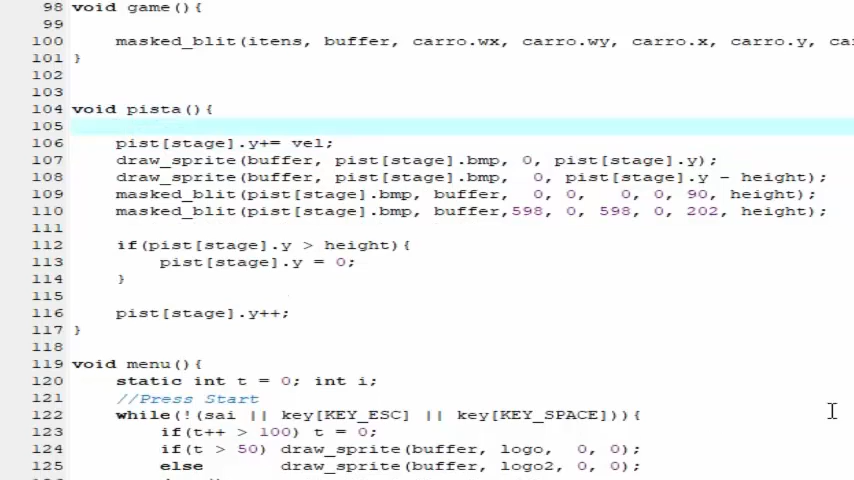 98 void game(){
99
100 masked_blit(itens, buffer, carro.wx, carro.wy, carro.x, carro.y, ca
101 }
102
103
104 void pista(){
105
106 pist[stage].y+= vel;
107 draw_sprite(buffer, pist[stage].bmp, 0, pist[stage].y);
108 draw_sprite(buffer, pist[stage].bmp, 0, pist[stage].y - height);
109 masked_blit(pist[stage].bmp, buffer, 0, 0, 0, 0, 90, height);
110 masked_blit(pist[stage].bmp, buffer,598, 0, 598, 0, 202, height);
111
112 if(pist[stage].y > height){
113 pist[stage].y = 0;
114 }
115
116 pist[stage].y++;
117 }
118
119 void menu(){
120 static int t = 0; int i;
121 //Press Start
122 while(!(sai || key[KEY_ESC] || key[KEY_SPACE])){
123 if(t++ > 100) t = 0;
124 if(t > 50) draw_sprite(buffer, logo, 0, 0);
125 else draw_sprite(buffer, logo2, 0, 0);